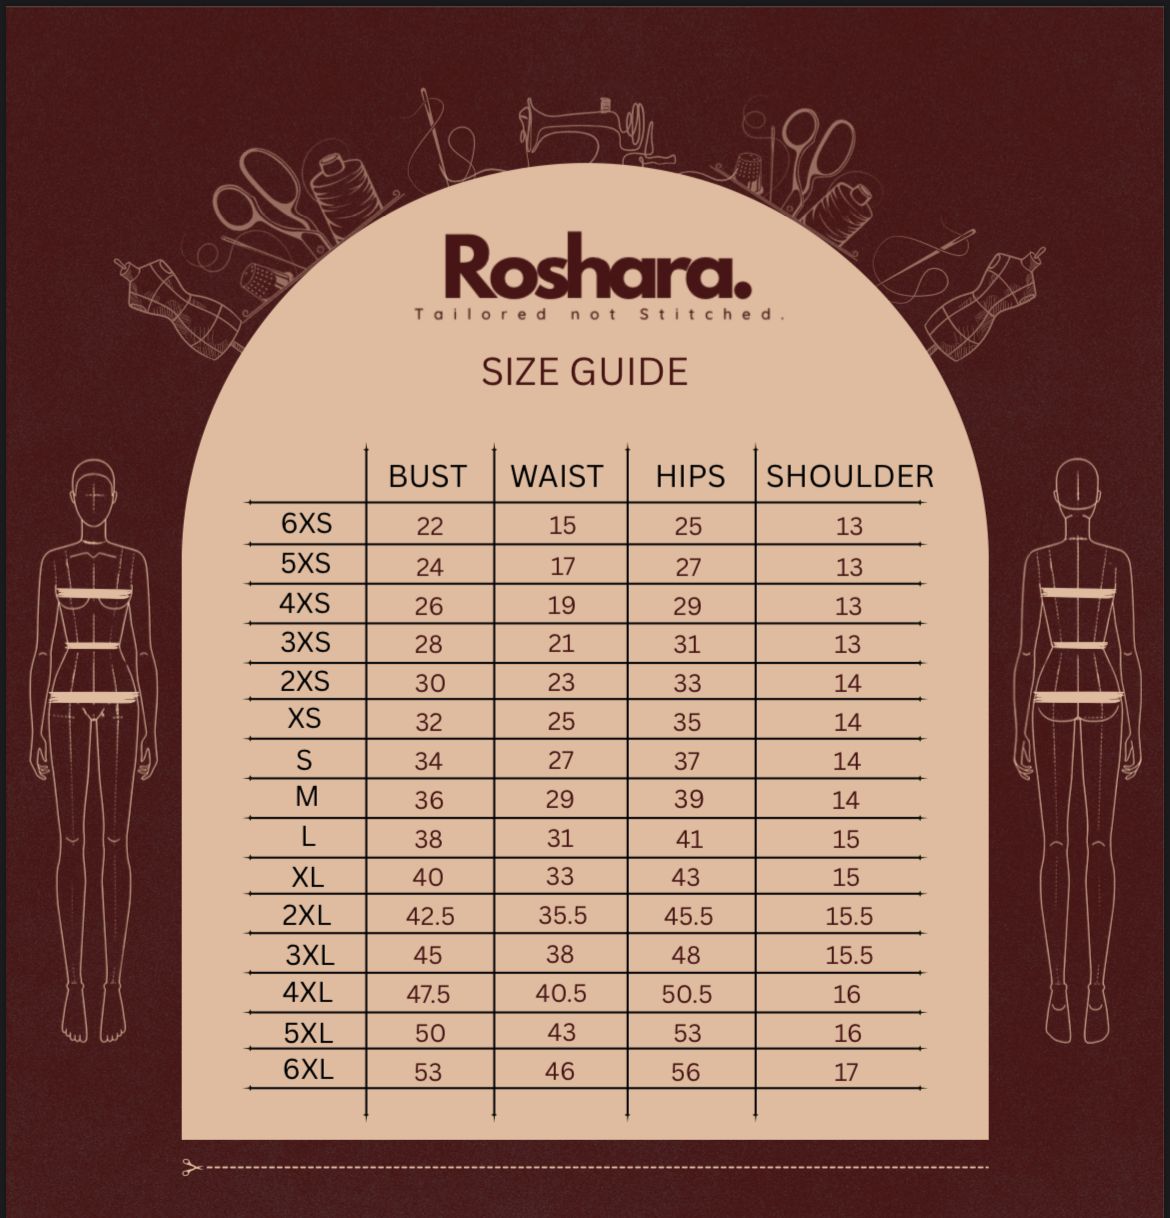 Roshara.
Tailored not Stitched.
SIZE GUIDE
BUST WAIST HIPS SHOULDER
6XS 22 15 25 13
5XS 24 17 27 13
4XS 26 19 29 13
3XS 28 21 31 13
2XS 30 23 33 14
XS 32 25 35 14
S 34 27 37 14
M 36 29 39 14
L 38 31 41 15
XL 40 33 43 15
2XL 42.5 35.5 45.5 15.5
3XL 45 38 48 15.5
4XL 47.5 40.5 50.5 16
5XL 50 43 53 16
6XL 53 46 56 17